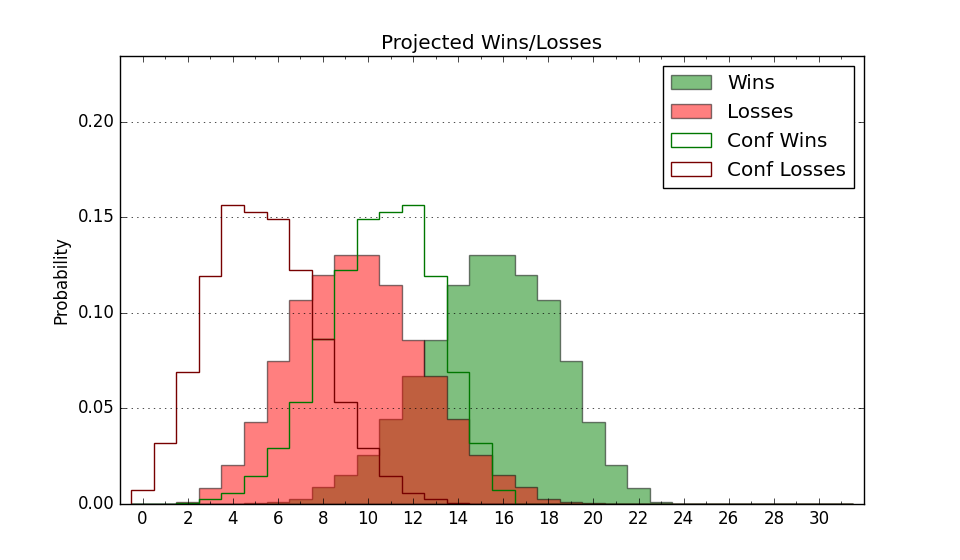 Projected Wins/Losses
Wins
Losses
Conf Wins
Conf Losses
Probability
0.20
0.15
0.10
0.05
0.00
0 2 4 6 8 10 12 14 16 18 20 22 24 26 28 30